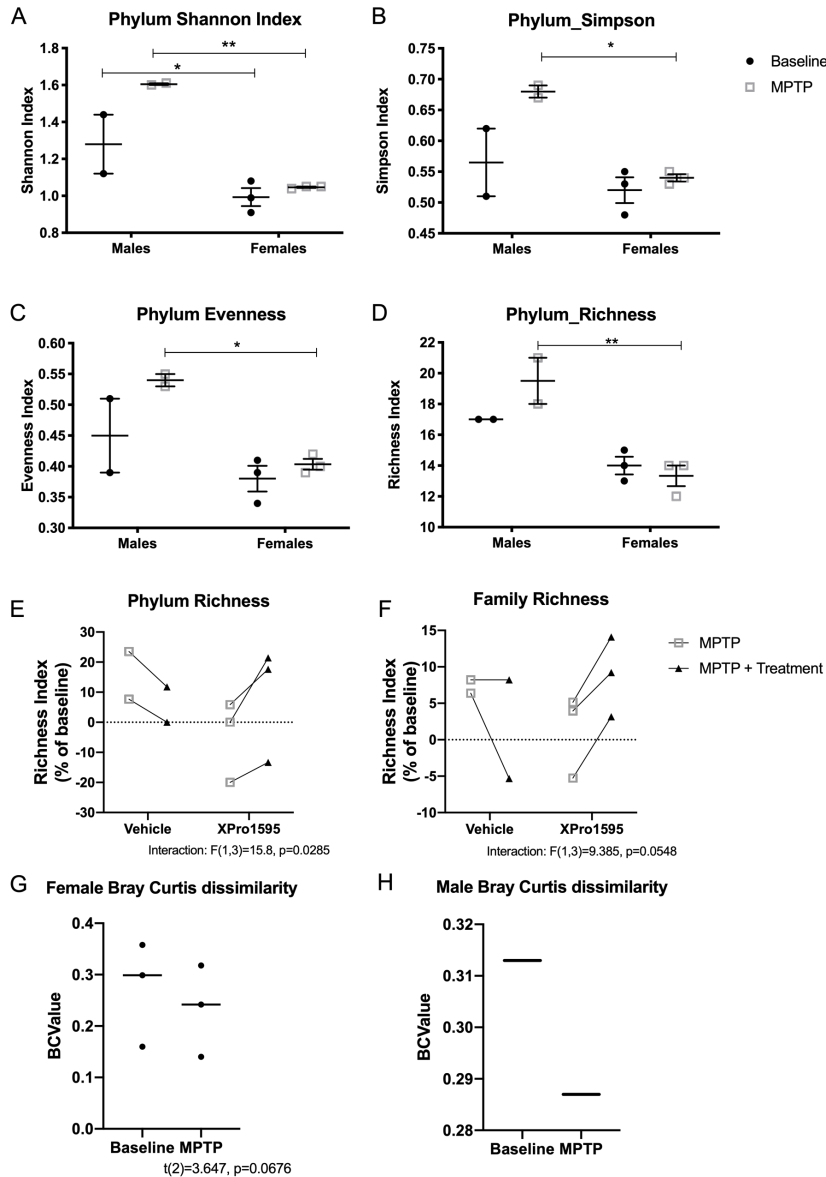 A
Phylum Shannon Index
Shannon Index
1.8
1.6
1.4
1.2
1.0
0.8
**
*
Males
Females
B
Phylum_Simpson
Simpson Index
0.75
0.70
0.65
0.60
0.55
0.50
0.45
*
Males
Females
Baseline
MPTP
C
Phylum Evenness
Evenness Index
0.60
0.55
0.50
0.45
0.40
0.35
0.30
*
Males
Females
D
Phylum_Richness
Richness Index
22
20
18
16
14
12
10
**
Males
Females
E
Phylum Richness
Richness Index
(% of baseline)
30
20
10
0
-10
-20
-30
Vehicle
XPro1595
Interaction: F(1,3)=15.8, p=0.0285
F
Family Richness
Richness Index
(% of baseline)
15
10
5
0
-5
-10
Vehicle
XPro1595
Interaction: F(1,3)=9.385, p=0.0548
MPTP
MPTP + Treatment
G
Female Bray Curtis dissimilarity
BCValue
0.4
0.3
0.2
0.1
0.0
Baseline MPTP
t(2)=3.647, p=0.0676
H
Male Bray Curtis dissimilarity
BCValue
0.32
0.31
0.30
0.29
0.28
Baseline MPTP